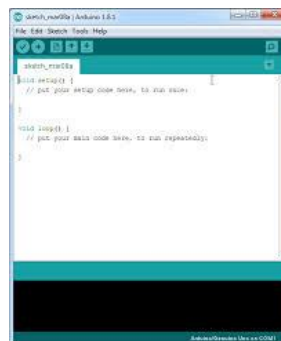 sketch_mar08a | Arduino 1.8.1
File Edit Sketch Tools Help
sketch_mar08a
void setup() {
// put your setup code here, to run once:
}
void loop() {
// put your main code here, to run repeatedly:
}
Arduino/Genuino Uno on COM1